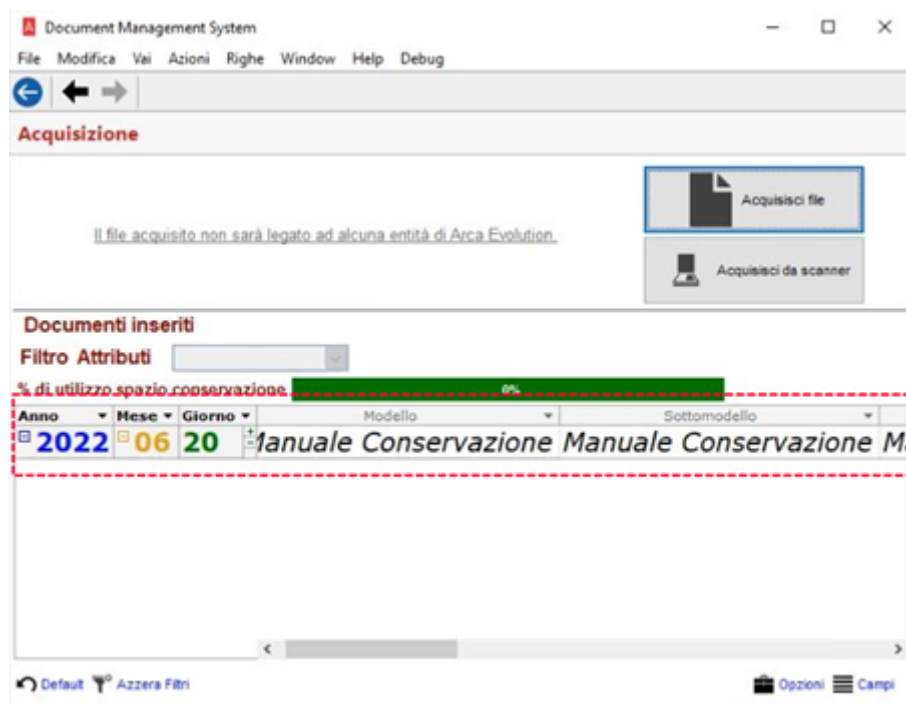 Document Management System
File Modifica Vai Azioni Righe Window Help Debug
Acquisizione
Acquisisci file
Il file acquisito non sarà legato ad alcuna entità di Arca Evolution.
Acquisisci da scanner
Documenti inseriti
Filtro Attributi
% di utilizzo spazio conservazione 0%
Anno Mese Giorno Modello Sottomodello
2022 06 20 Manuale Conservazione Manuale Conservazione M
Default Azzera Filtri Opzioni Campi